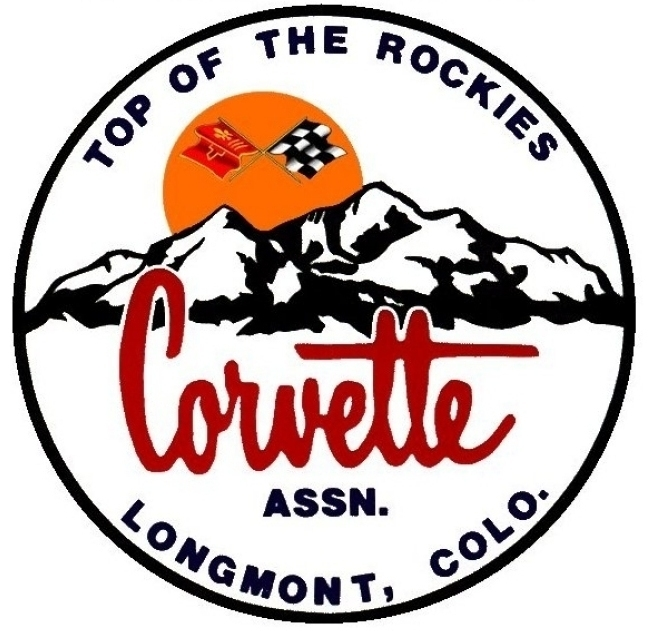 TOP OF THE ROCKIES
Corvette
ASSN.
LONGMONT, COLO.